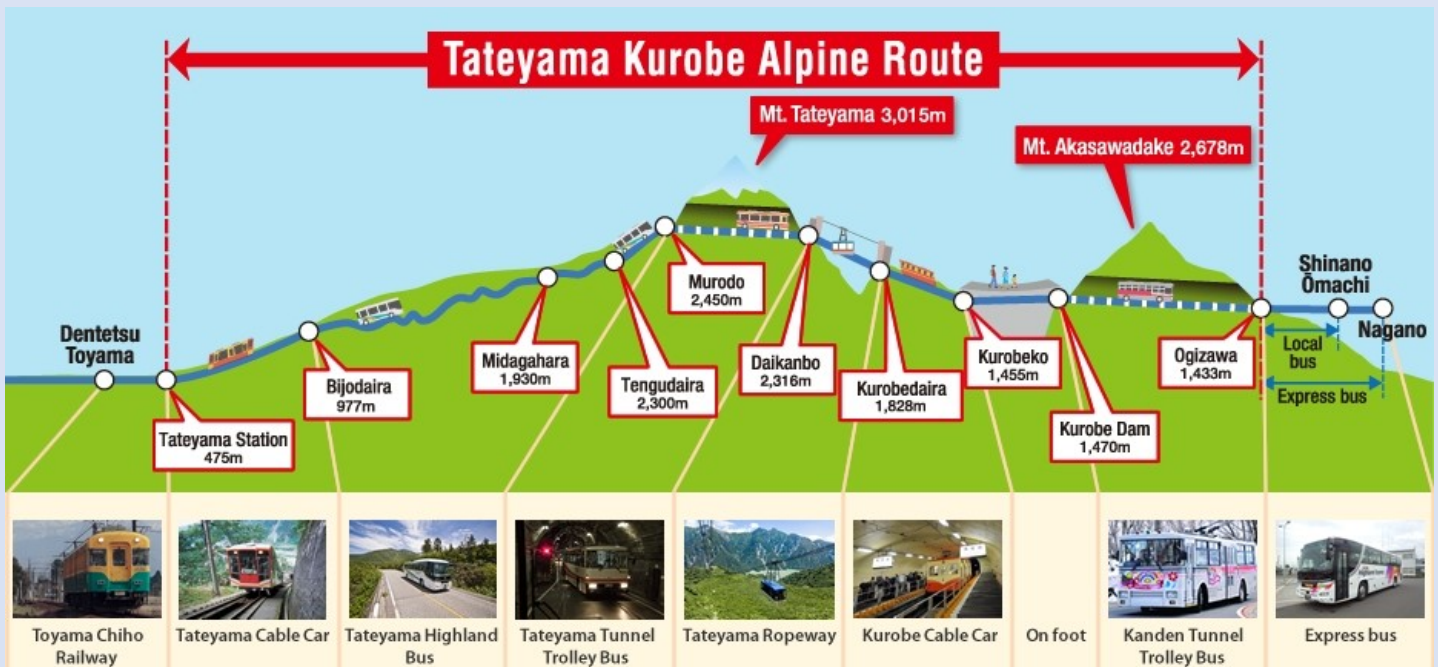 Tateyama Kurobe Alpine Route
Mt. Tateyama 3,015m
Mt. Akasawadake 2,678m
Dentetsu
Toyama
Tateyama Station
475m
Bijodaira
977m
Midagahara
1,930m
Tengudaira
2,300m
Murodo
2,450m
Daikanbo
2,316m
Kurobedaira
1,828m
Kurobeko
1,455m
Kurobe Dam
1,470m
Ogizawa
1,433m
Shinano
Ōmachi
Nagano
Local
bus
Express bus
Toyama Chiho
Railway
Tateyama Cable Car
Tateyama Highland
Bus
Tateyama Tunnel
Trolley Bus
Tateyama Ropeway
Kurobe Cable Car
On foot
Kanden Tunnel
Trolley Bus
Express bus